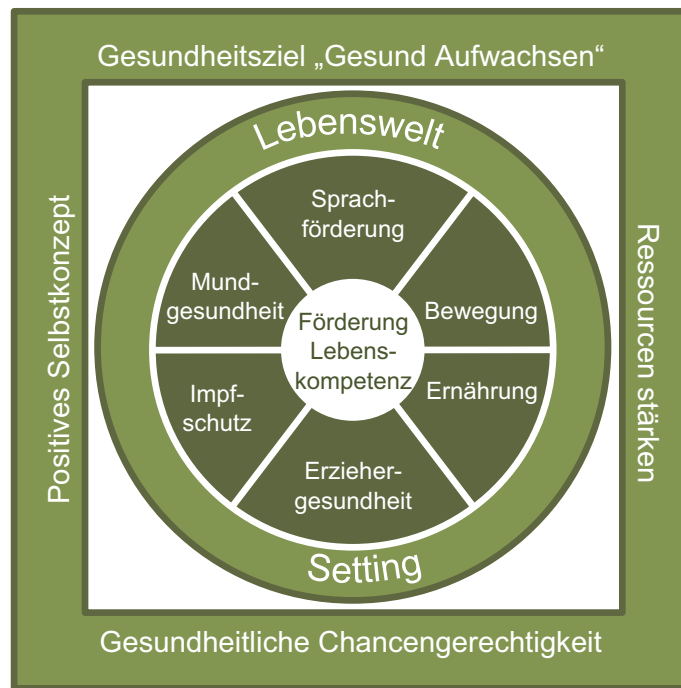 Gesundheitsziel „Gesund Aufwachsen“
Lebenswelt
Positives Selbstkonzept
Ressourcen stärken
Sprach-
förderung
Mund-
gesundheit
Bewegung
Förderung
Lebens-
kompetenz
Impf-
schutz
Ernährung
Erzieher-
gesundheit
Setting
Gesundheitliche Chancengerechtigkeit